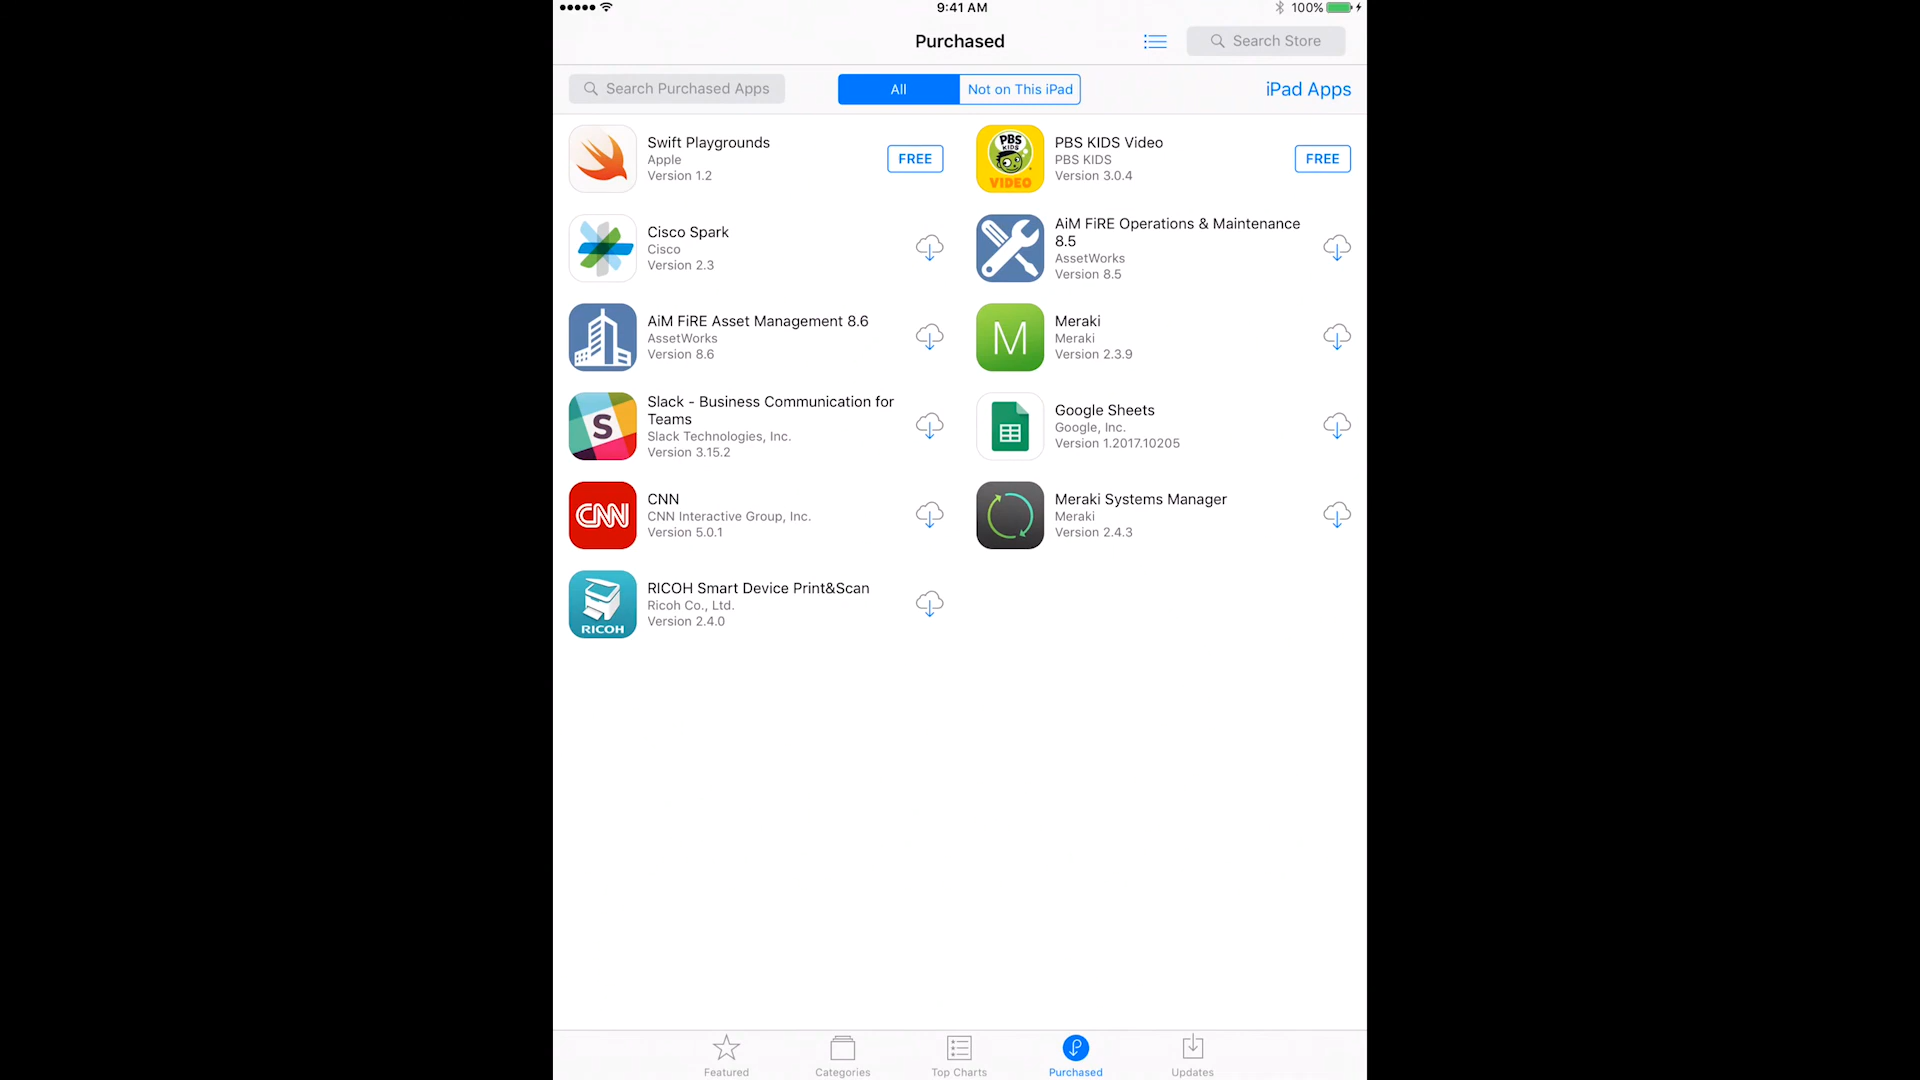 9:41 AM
100%
Purchased
Search Store
Search Purchased Apps
All
Not on This iPad
iPad Apps
Swift Playgrounds
Apple
Version 1.2
FREE
PBS KIDS
VIDEO
PBS KIDS Video
PBS KIDS
Version 3.0.4
FREE
Cisco Spark
Cisco
Version 2.3
AiM FiRE Operations & Maintenance
8.5
AssetWorks
Version 8.5
AiM FiRE Asset Management 8.6
AssetWorks
Version 8.6
M
Meraki
Meraki
Version 2.3.9
S
Slack - Business Communication for
Teams
Slack Technologies, Inc.
Version 3.15.2
Google Sheets
Google, Inc.
Version 1.2017.10205
CNN
CNN
CNN Interactive Group, Inc.
Version 5.0.1
Meraki Systems Manager
Meraki
Version 2.4.3
RICOH
RICOH Smart Device Print&Scan
Ricoh Co., Ltd.
Version 2.4.0
Featured
Categories
Top Charts
Purchased
Updates